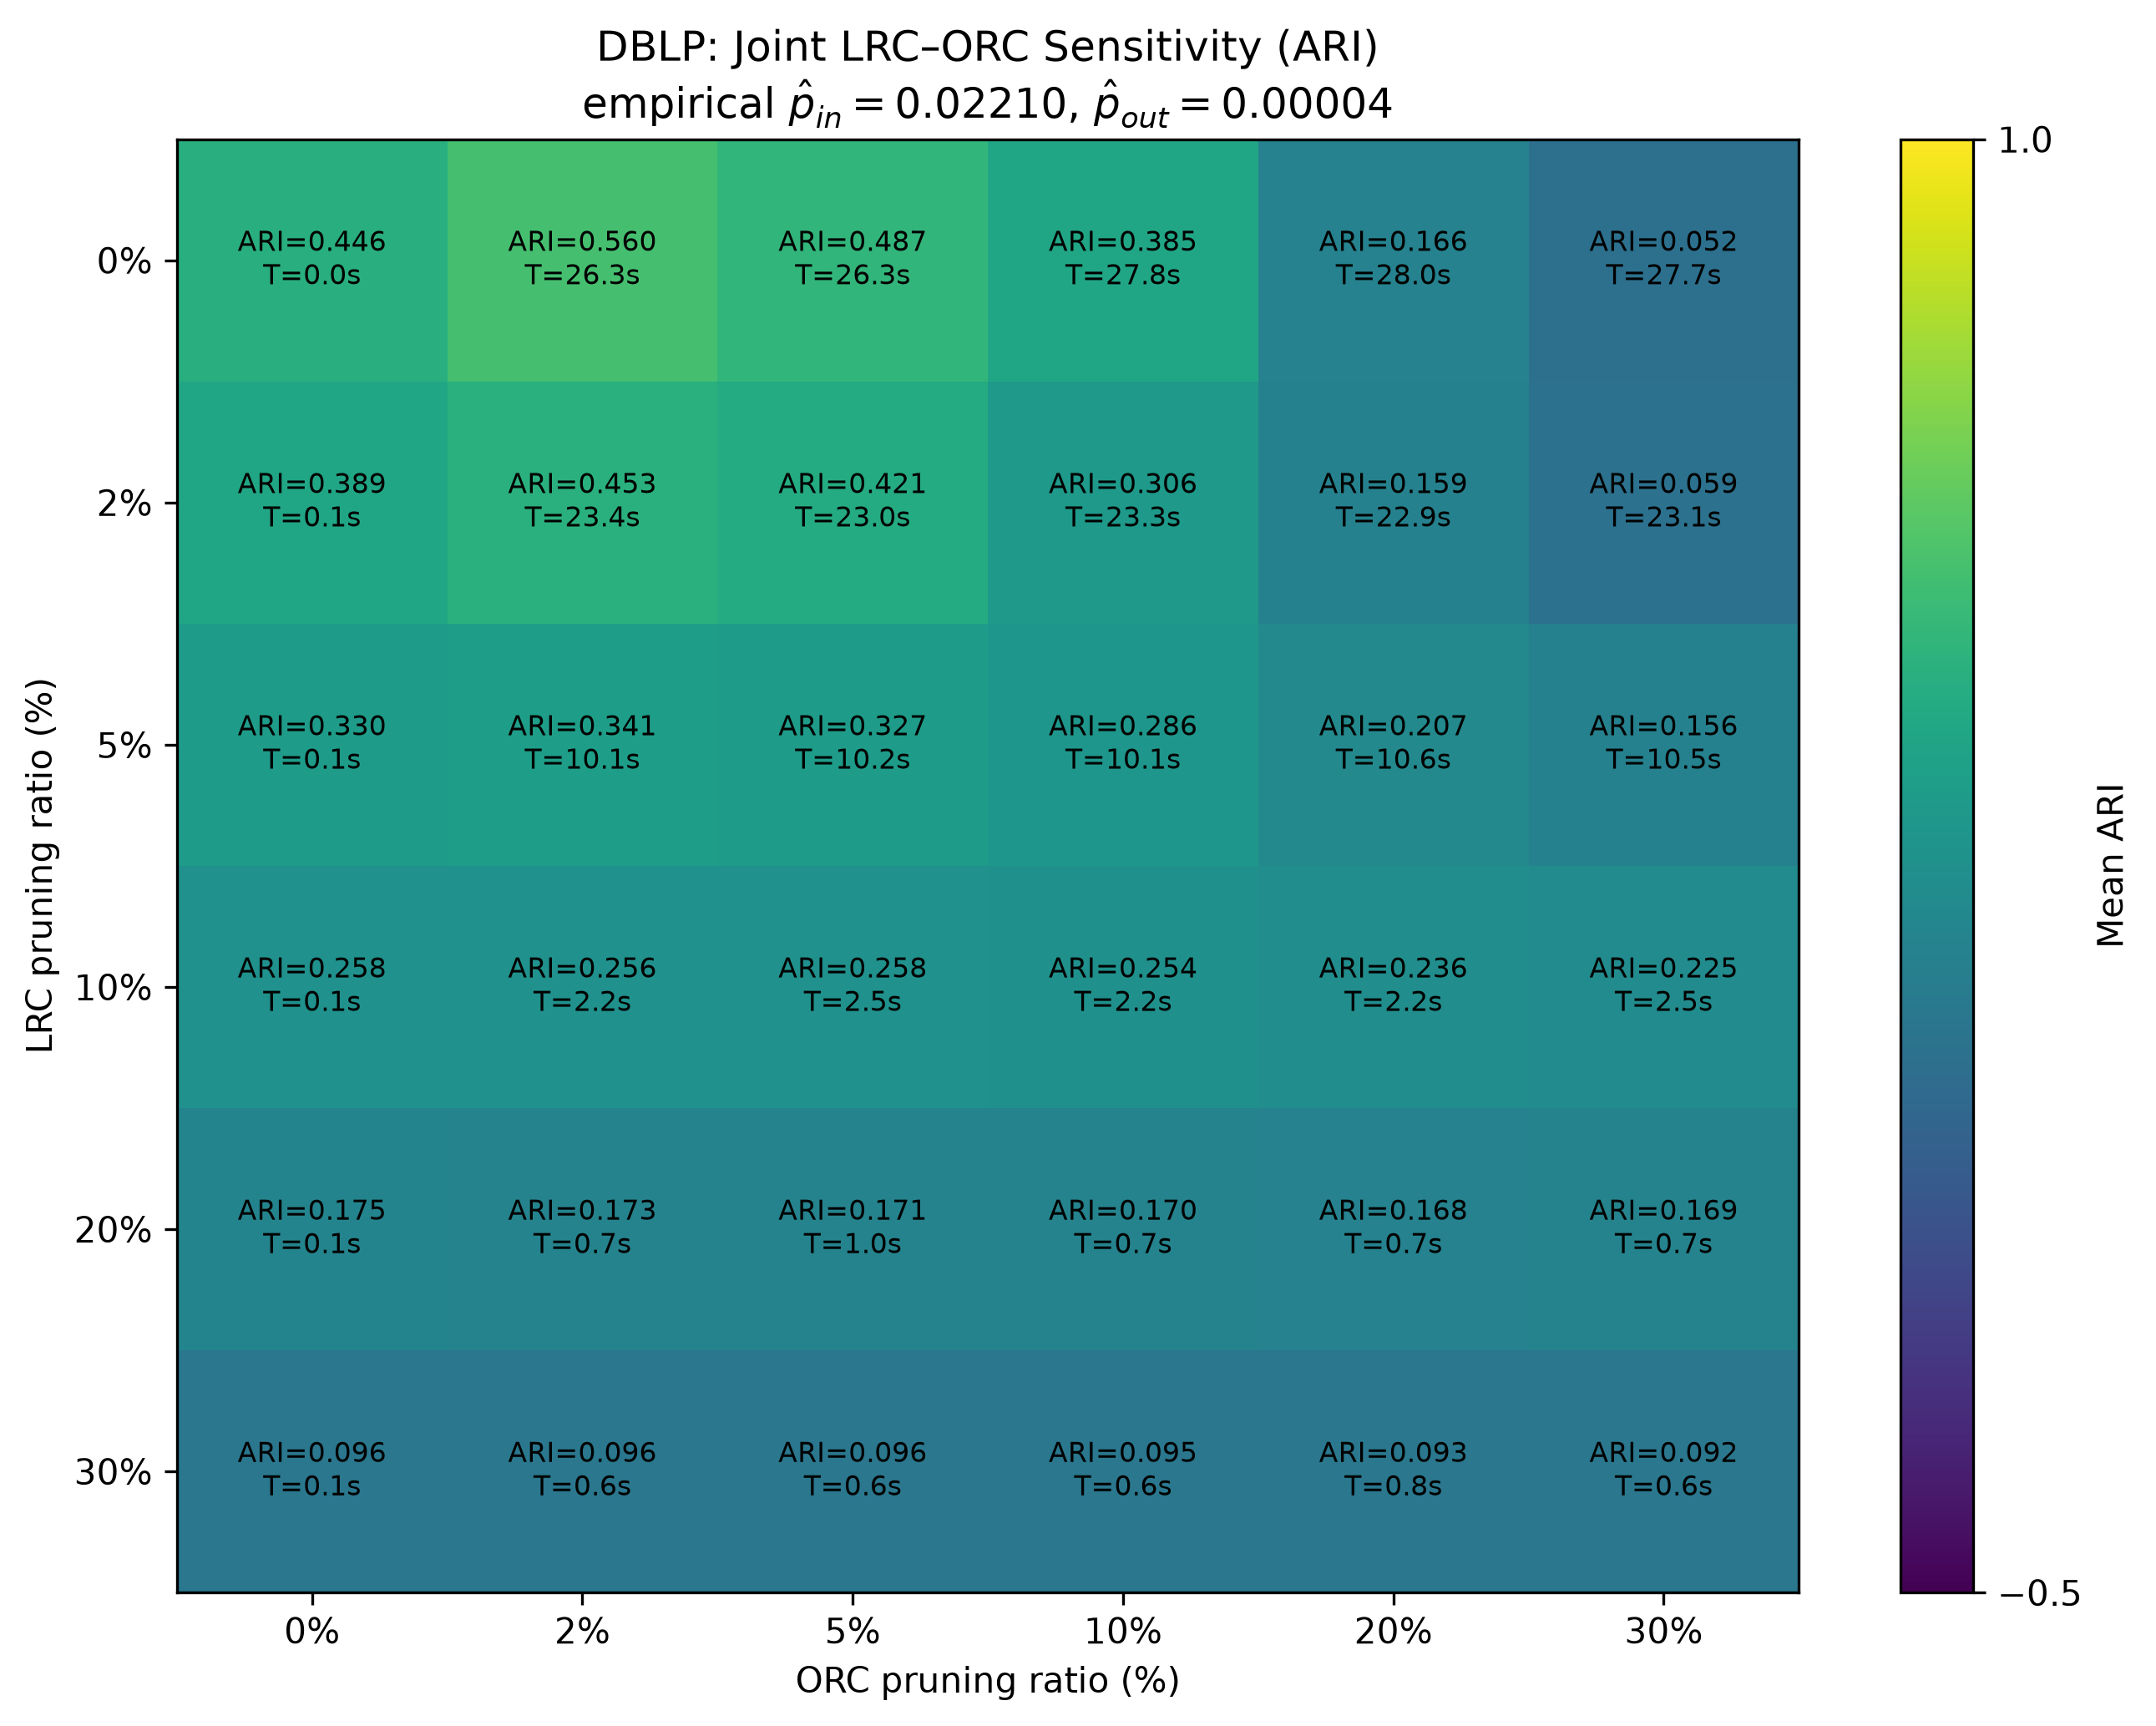 DBLP: Joint LRC–ORC Sensitivity (ARI)
empirical p̂_in = 0.02210, p̂_out = 0.00004
LRC pruning ratio (%)
0%
ARI=0.446
T=0.0s
ARI=0.560
T=26.3s
ARI=0.487
T=26.3s
ARI=0.385
T=27.8s
ARI=0.166
T=28.0s
ARI=0.052
T=27.7s
2%
ARI=0.389
T=0.1s
ARI=0.453
T=23.4s
ARI=0.421
T=23.0s
ARI=0.306
T=23.3s
ARI=0.159
T=22.9s
ARI=0.059
T=23.1s
5%
ARI=0.330
T=0.1s
ARI=0.341
T=10.1s
ARI=0.327
T=10.2s
ARI=0.286
T=10.1s
ARI=0.207
T=10.6s
ARI=0.156
T=10.5s
10%
ARI=0.258
T=0.1s
ARI=0.256
T=2.2s
ARI=0.258
T=2.5s
ARI=0.254
T=2.2s
ARI=0.236
T=2.2s
ARI=0.225
T=2.5s
20%
ARI=0.175
T=0.1s
ARI=0.173
T=0.7s
ARI=0.171
T=1.0s
ARI=0.170
T=0.7s
ARI=0.168
T=0.7s
ARI=0.169
T=0.7s
30%
ARI=0.096
T=0.1s
ARI=0.096
T=0.6s
ARI=0.096
T=0.6s
ARI=0.095
T=0.6s
ARI=0.093
T=0.8s
ARI=0.092
T=0.6s
0%
2%
5%
10%
20%
30%
ORC pruning ratio (%)
1.0
−0.5
Mean ARI